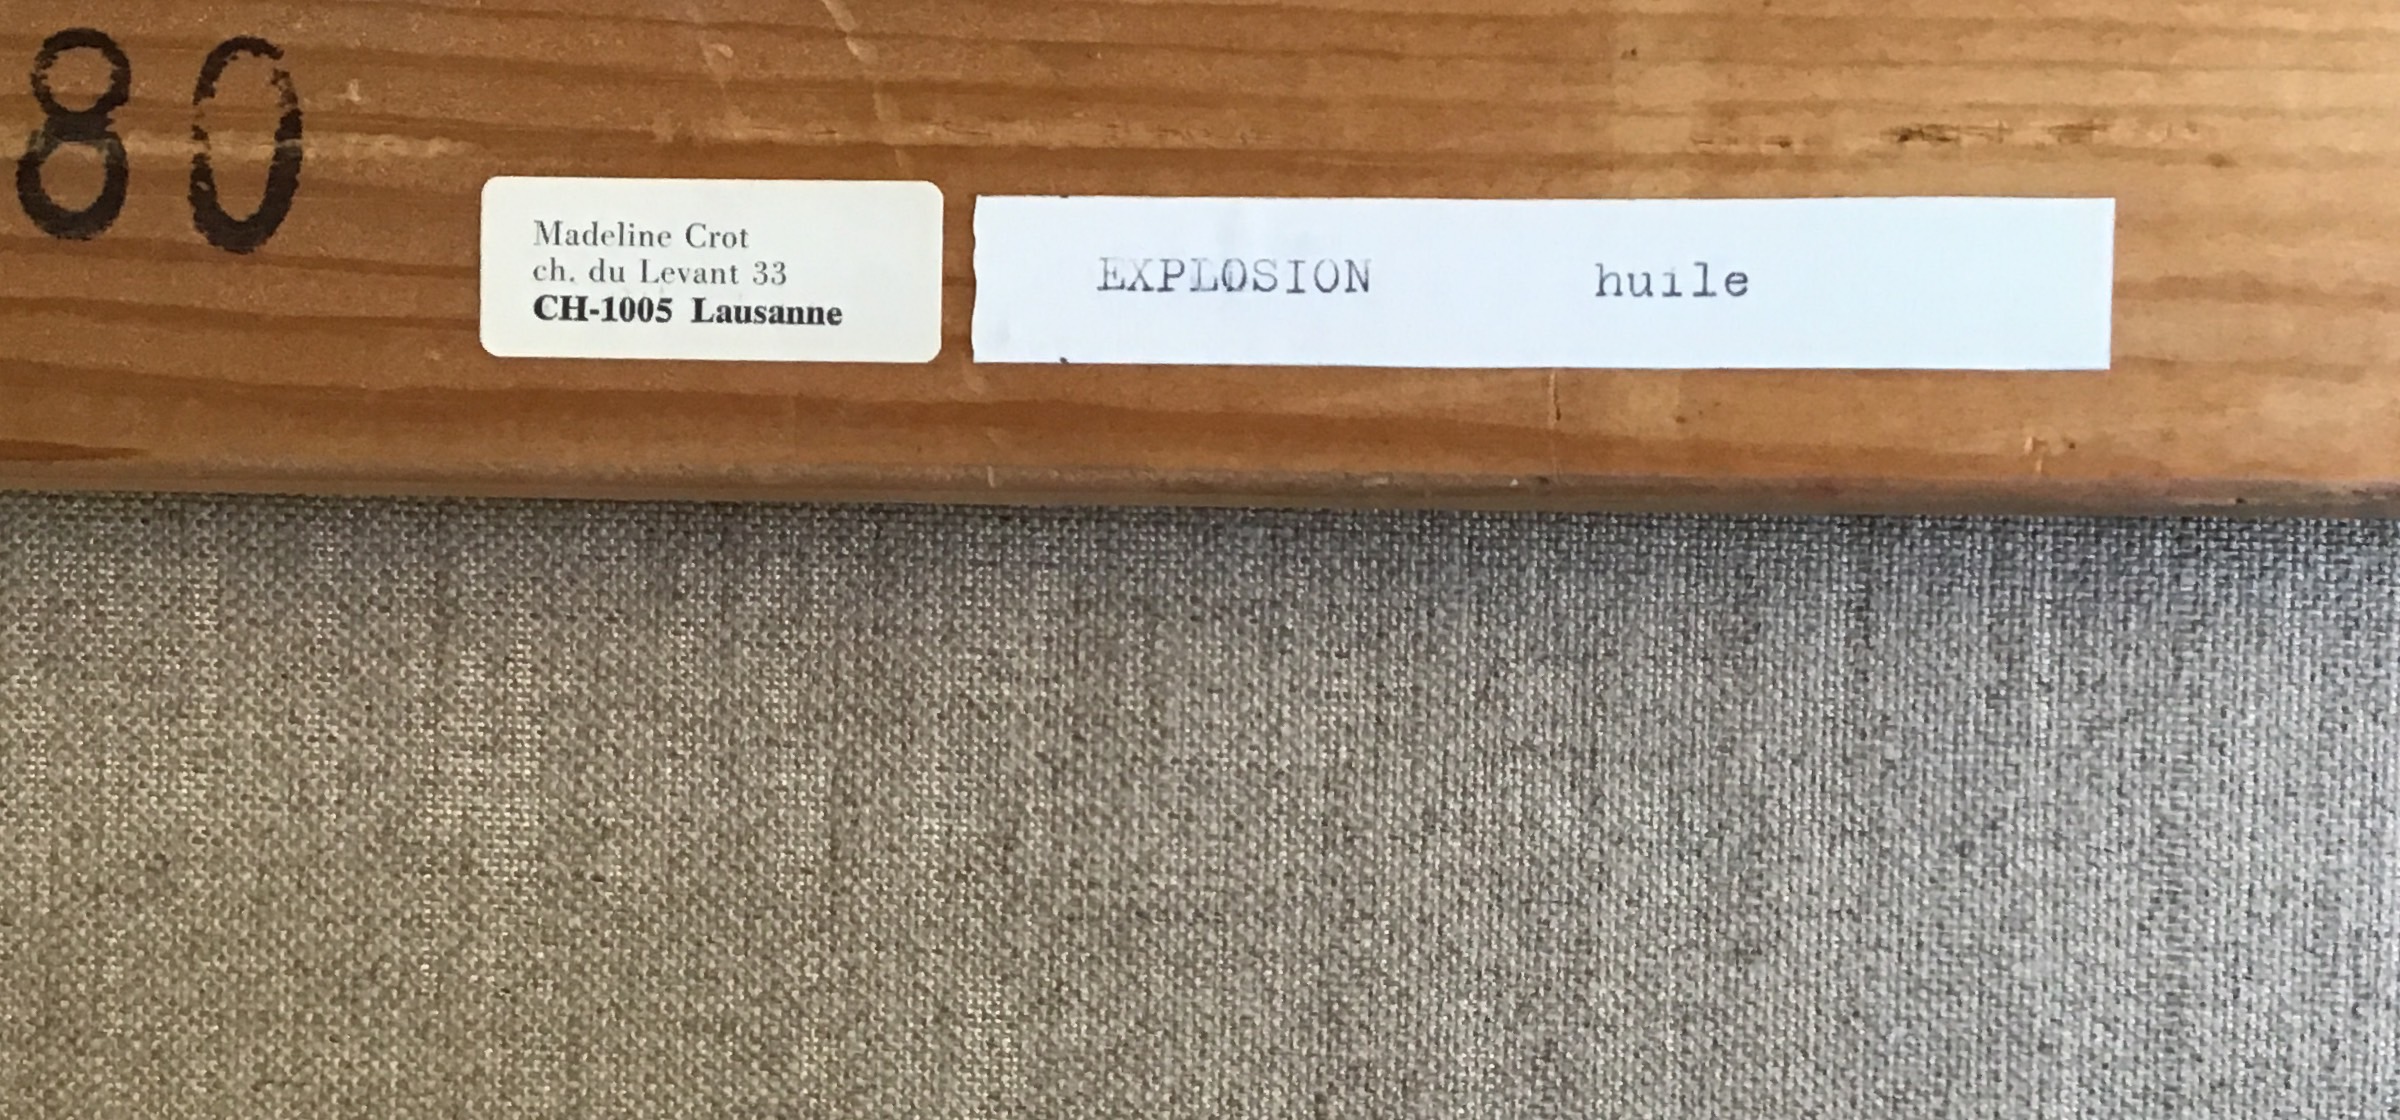 80
Madeline Crot
ch. du Levant 33
CH-1005 Lausanne
EXPLOSION huile